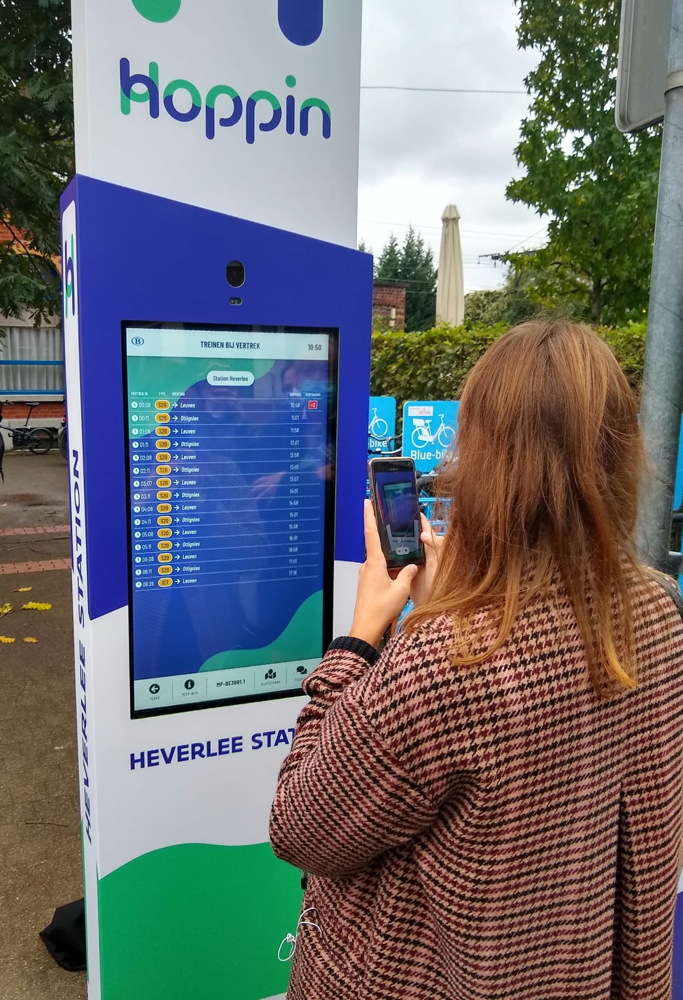 Hoppin
B TREINEN BIJ VERTREK 10:50
Station Heverlee
VERTREK IN TYPE RICHTING VERTREK VERTRAGING
00:08 S20 → Leuven 10:58 +2
00:11 S20 → Ottignies 11:01
01:08 S20 → Leuven 11:58
01:11 S20 → Ottignies 12:01
02:08 S20 → Leuven 12:58
02:11 S20 → Ottignies 13:01
03:07 S20 → Leuven 13:57
03:11 S20 → Ottignies 14:01
04:08 S20 → Leuven 14:58
04:11 S20 → Ottignies 15:01
05:08 S20 → Leuven 15:58
05:11 S20 → Ottignies 16:01
06:08 S20 → Leuven 16:58
06:11 S20 → Ottignies 17:01
06:26 ICT → Leuven 17:16
TERUG MEER INFO MP-BE3001.1 PLATTEGROND
HEVERLEE STAT
HEVERLEE STATION
-bike
ethias
Blue-bik